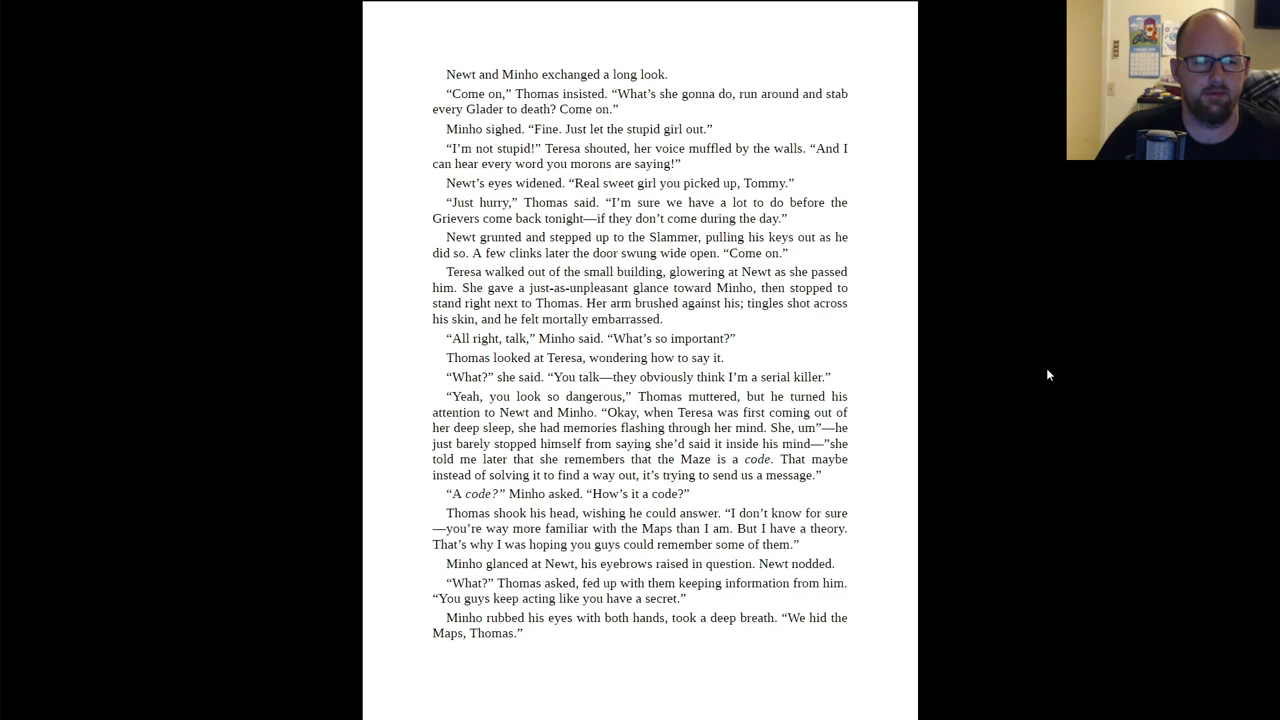 Newt and Minho exchanged a long look.
“Come on,” Thomas insisted. “What’s she gonna do, run around and stab
every Glader to death? Come on.”
Minho sighed. “Fine. Just let the stupid girl out.”
“I’m not stupid!” Teresa shouted, her voice muffled by the walls. “And I
can hear every word you morons are saying!”
Newt’s eyes widened. “Real sweet girl you picked up, Tommy.”
“Just hurry,” Thomas said. “I’m sure we have a lot to do before the
Grievers come back tonight—if they don’t come during the day.”
Newt grunted and stepped up to the Slammer, pulling his keys out as he
did so. A few clinks later the door swung wide open. “Come on.”
Teresa walked out of the small building, glowering at Newt as she passed
him. She gave a just-as-unpleasant glance toward Minho, then stopped to
stand right next to Thomas. Her arm brushed against his; tingles shot across
his skin, and he felt mortally embarrassed.
“All right, talk,” Minho said. “What’s so important?”
Thomas looked at Teresa, wondering how to say it.
“What?” she said. “You talk—they obviously think I’m a serial killer.”
“Yeah, you look so dangerous,” Thomas muttered, but he turned his
attention to Newt and Minho. “Okay, when Teresa was first coming out of
her deep sleep, she had memories flashing through her mind. She, um”—he
just barely stopped himself from saying she’d said it inside his mind—”she
told me later that she remembers that the Maze is a code. That maybe
instead of solving it to find a way out, it’s trying to send us a message.”
“A code?” Minho asked. “How’s it a code?”
Thomas shook his head, wishing he could answer. “I don’t know for sure
—you’re way more familiar with the Maps than I am. But I have a theory.
That’s why I was hoping you guys could remember some of them.”
Minho glanced at Newt, his eyebrows raised in question. Newt nodded.
“What?” Thomas asked, fed up with them keeping information from him.
“You guys keep acting like you have a secret.”
Minho rubbed his eyes with both hands, took a deep breath. “We hid the
Maps, Thomas.”